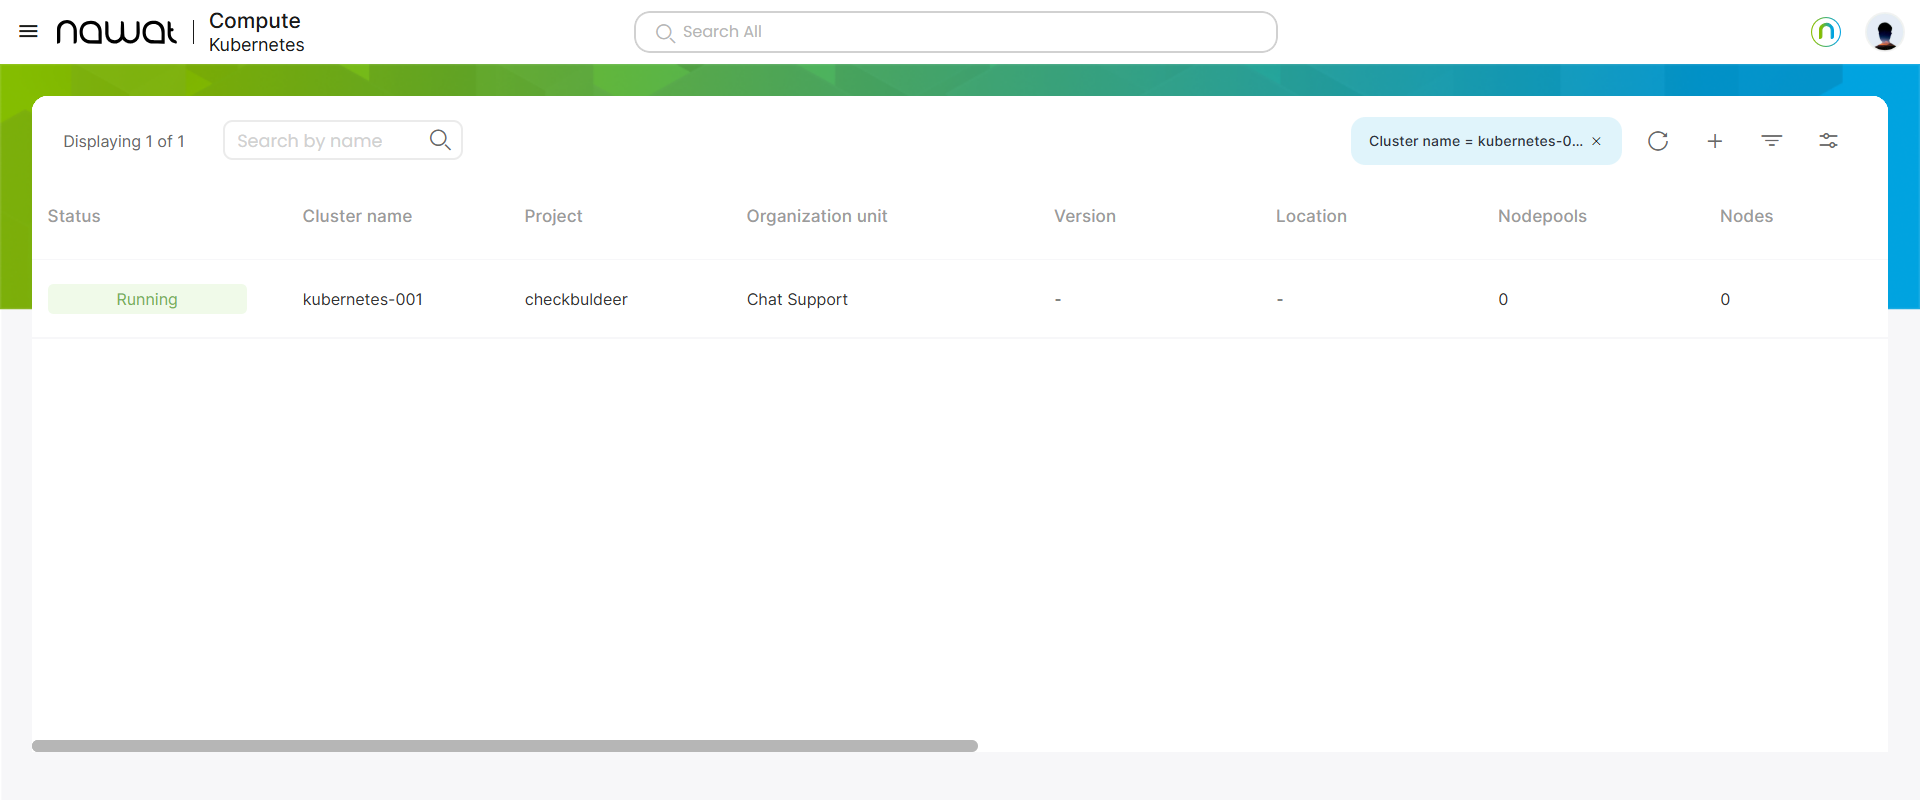 nawat
Compute
Kubernetes
Search All
n
Displaying 1 of 1
Search by name
Cluster name = kubernetes-0... ×
Status Cluster name Project Organization unit Version Location Nodepools Nodes
Running kubernetes-001 checkbuldeer Chat Support - - 0 0